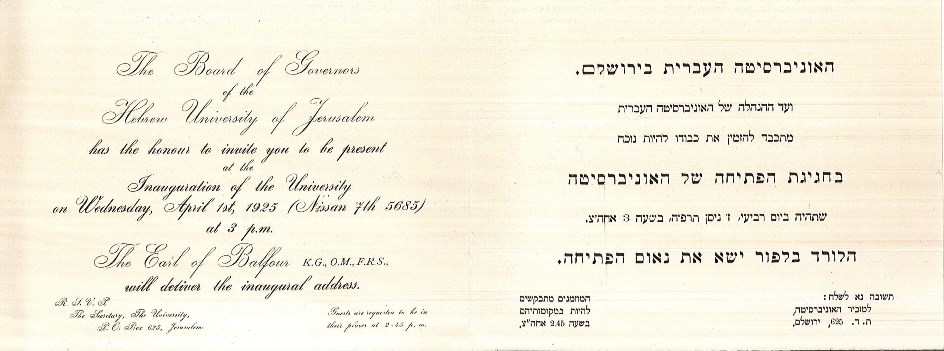 The Board of Governors
of the
Hebrew University of Jerusalem
has the honour to invite you to be present
at the
Inauguration of the University
on Wednesday, April 1st, 1925 (Nissan 7th 5685)
at 3 p.m.
The Earl of Balfour K.G., O.M., F.R.S.,
will deliver the inaugural address.
R. S. V. P.
The Secretary, The University,
P.O. Box 625, Jerusalem.
Guests are requested to be in
their places at 2-45 p. m.
האוניברסיטה העברית בירושלם.
ועד ההנהלה של האוניברסיטה העברית
מתכבד להזמין את כבודו להיות נוכח
בחגיגת הפתיחה של האוניברסיטה
שתהיה ביום רביעי, ז' ניסן תרפ״ה, בשעה 3 אחה״צ.
הלורד בלפור ישא את נאום הפתיחה.
תשובה נא לשלח:
למזכיר האוניברסיטה,
ת. ד. 625, ירושלם.
המוזמנים מתבקשים
להיות במקומותיהם
בשעה 2.45 אחה״צ,